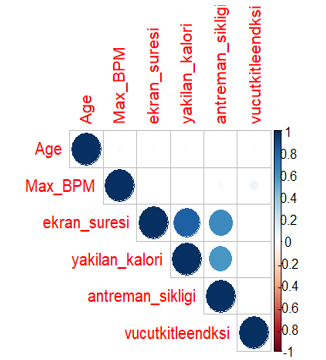 Age
Max_BPM
ekran_suresi
yakilan_kalori
antreman_sikligi
vucutkitleendksi
Age
Max_BPM
ekran_suresi
yakilan_kalori
antreman_sikligi
vucutkitleendksi
1
0.8
0.6
0.4
0.2
0
-0.2
-0.4
-0.6
-0.8
-1